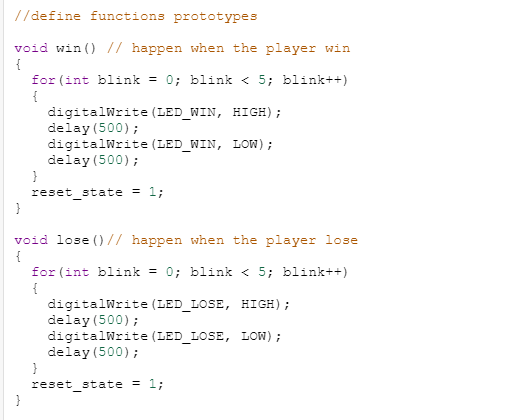 //define functions prototypes
void win() // happen when the player win
{
  for(int blink = 0; blink < 5; blink++)
  {
    digitalWrite(LED_WIN, HIGH);
    delay(500);
    digitalWrite(LED_WIN, LOW);
    delay(500);
  }
  reset_state = 1;
}
void lose()// happen when the player lose
{
  for(int blink = 0; blink < 5; blink++)
  {
    digitalWrite(LED_LOSE, HIGH);
    delay(500);
    digitalWrite(LED_LOSE, LOW);
    delay(500);
  }
  reset_state = 1;
}